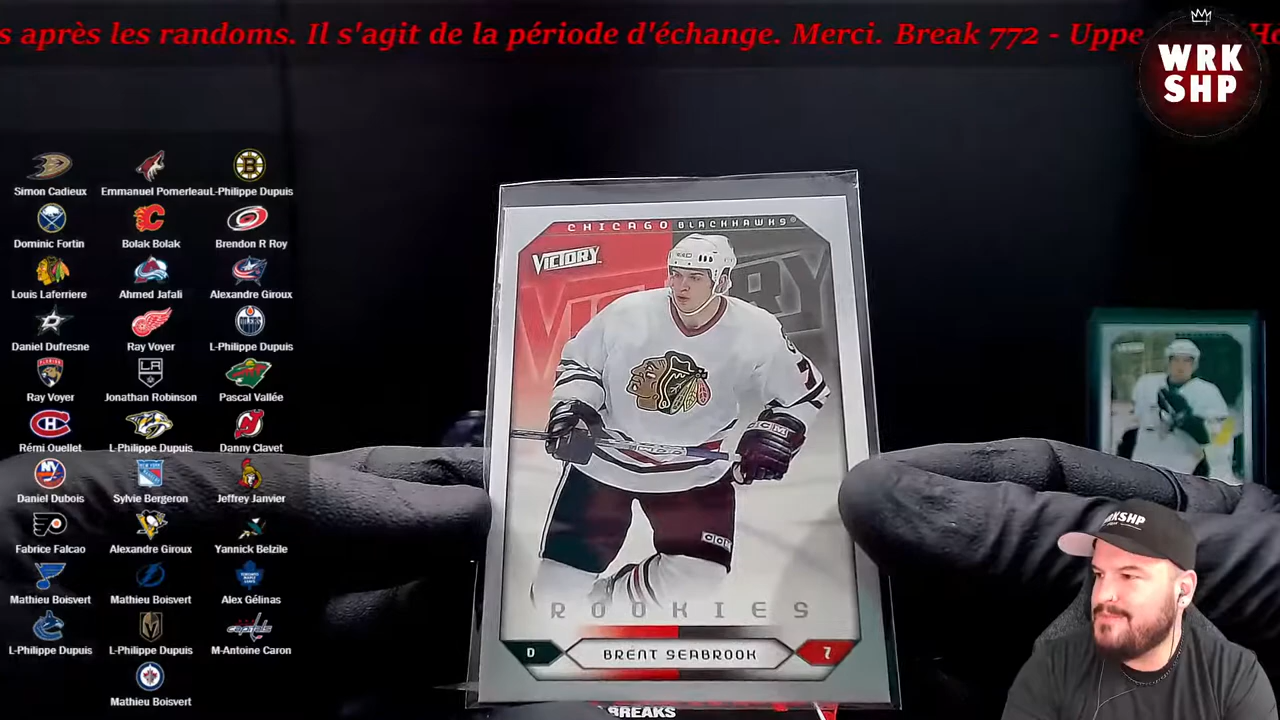 s après les randoms. Il s'agit de la période d'échange. Merci. Break 772 - Uppe
WRK
SHP
Simon Cadieux
Emmanuel Pomerleau
L-Philippe Dupuis
Dominic Fortin
Bolak Bolak
Brendon R Roy
Louis Laferriere
Ahmed Jafali
Alexandre Giroux
Daniel Dufresne
Ray Voyer
L-Philippe Dupuis
Ray Voyer
Jonathan Robinson
Pascal Vallée
Rémi Ouellet
L-Philippe Dupuis
Danny Clavet
Daniel Dubois
Sylvie Bergeron
Jeffrey Janvier
Fabrice Falcao
Alexandre Giroux
Yannick Belzile
Mathieu Boisvert
Mathieu Boisvert
Alex Gélinas
L-Philippe Dupuis
L-Philippe Dupuis
M-Antoine Caron
Mathieu Boisvert
CHICAGO BLACKHAWKS
VICTORY
CCM
CCM
ROOKIES
D BRENT SEABROOK 7
WRKSHP
BREAKS